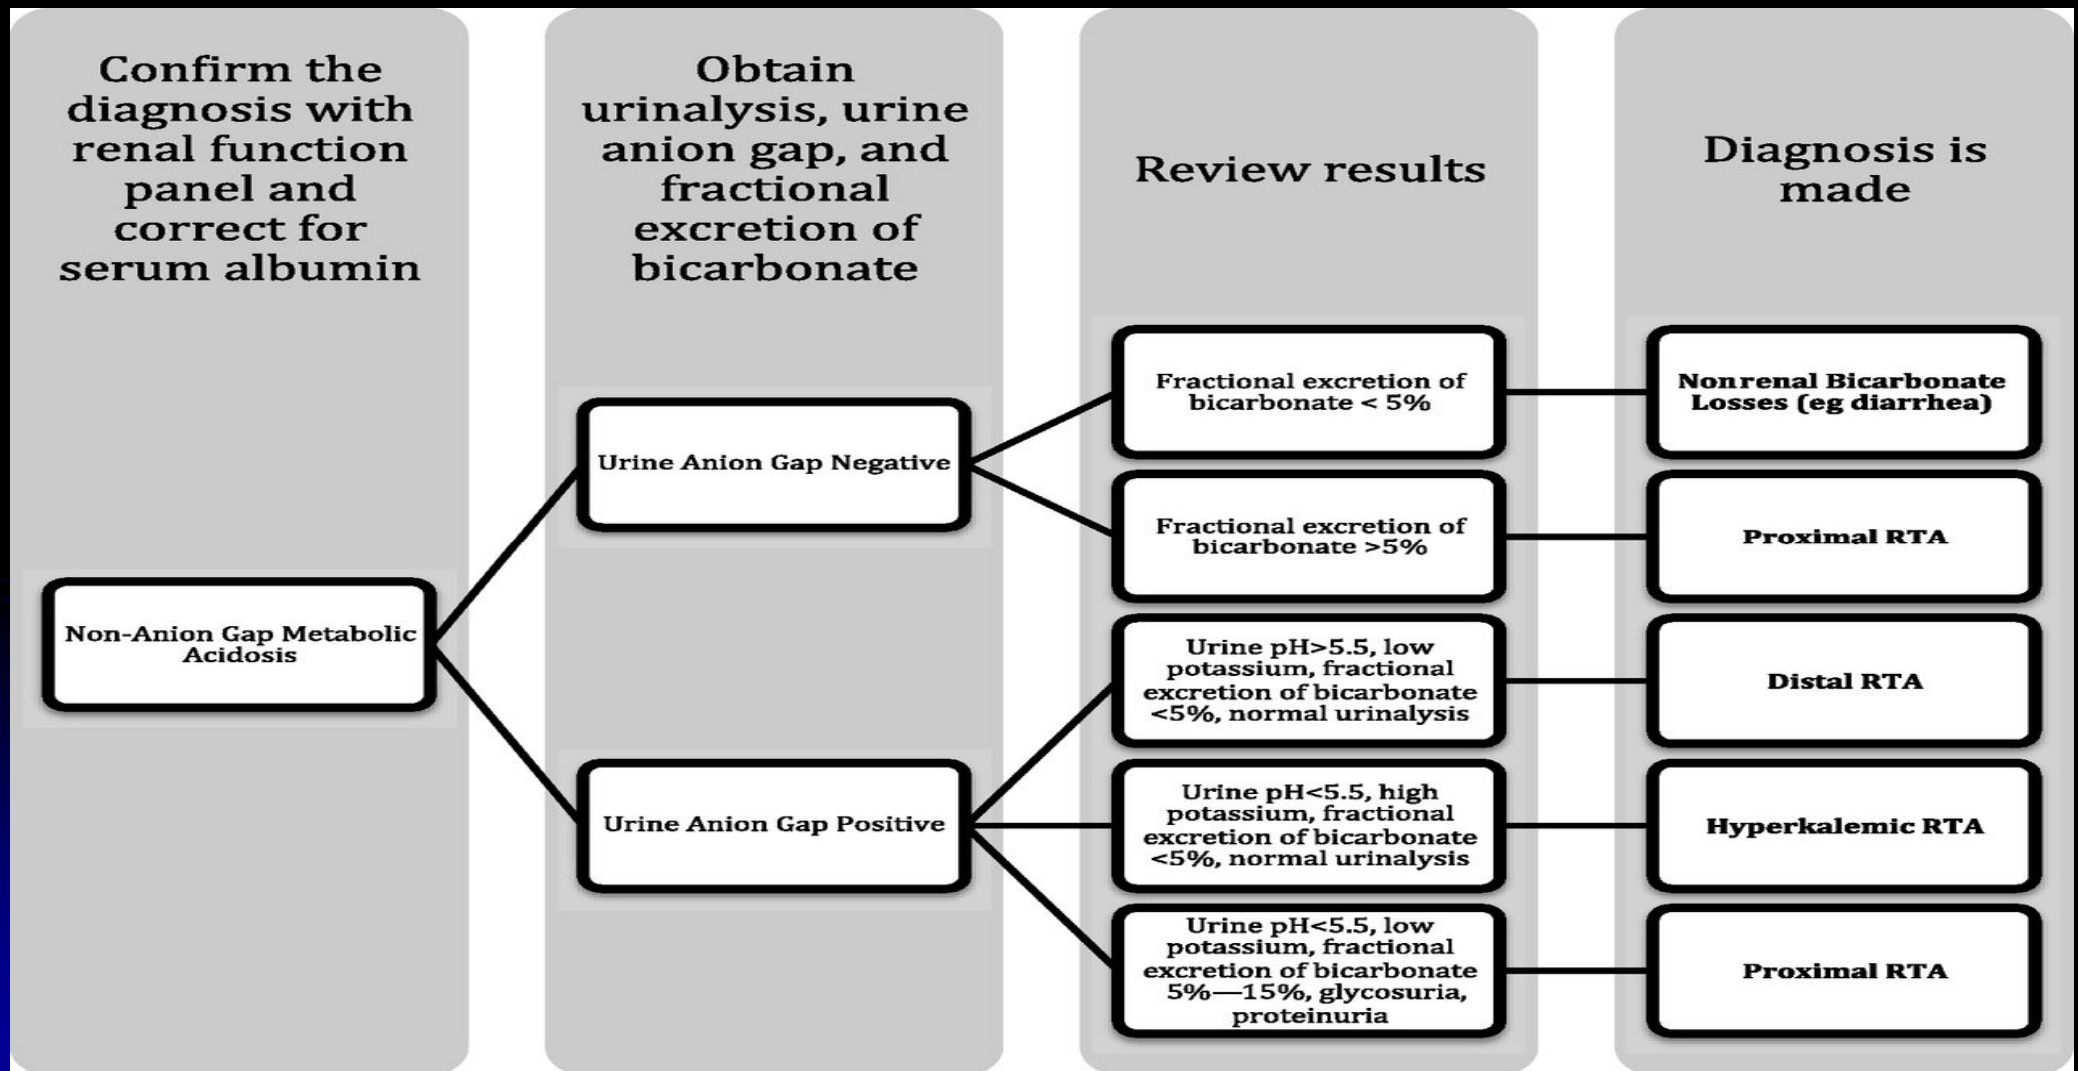 Confirm the
diagnosis with
renal function
panel and
correct for
serum albumin
Non-Anion Gap Metabolic
Acidosis
Obtain
urinalysis, urine
anion gap, and
fractional
excretion of
bicarbonate
Urine Anion Gap Negative
Urine Anion Gap Positive
Review results
Fractional excretion of
bicarbonate < 5%
Fractional excretion of
bicarbonate >5%
Urine pH>5.5, low
potassium, fractional
excretion of bicarbonate
<5%, normal urinalysis
Urine pH<5.5, high
potassium, fractional
excretion of bicarbonate
<5%, normal urinalysis
Urine pH<5.5, low
potassium, fractional
excretion of bicarbonate
5%—15%, glycosuria,
proteinuria
Diagnosis is
made
Nonrenal Bicarbonate
Losses (eg diarrhea)
Proximal RTA
Distal RTA
Hyperkalemic RTA
Proximal RTA